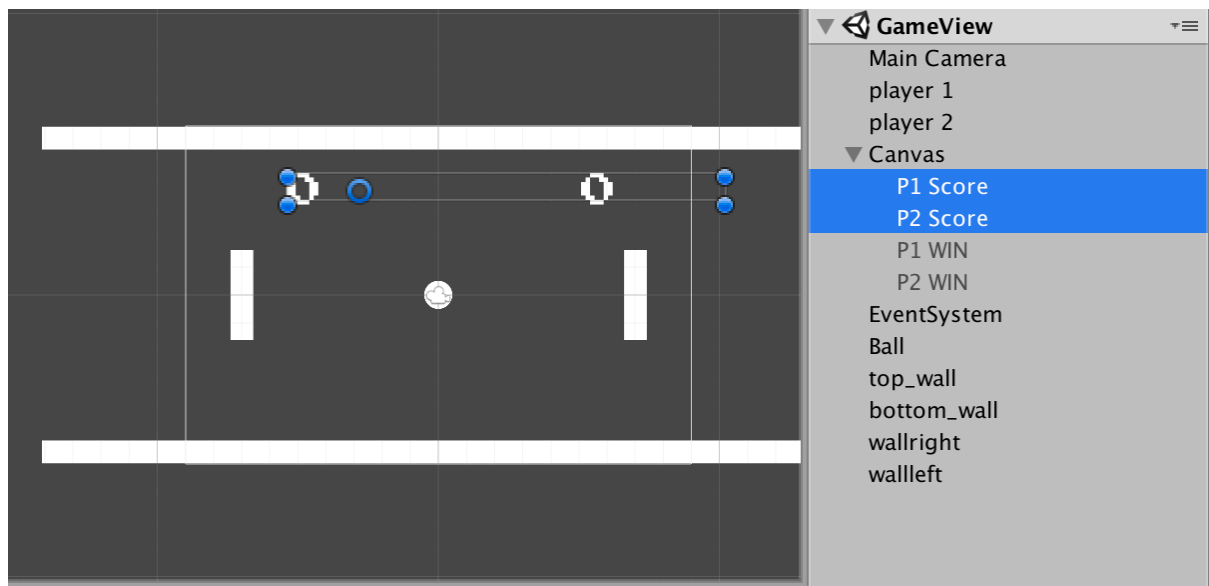 GameView
Main Camera
player 1
player 2
Canvas
0 0
P1 Score
P2 Score
P1 WIN
P2 WIN
EventSystem
Ball
top_wall
bottom_wall
wallright
wallleft